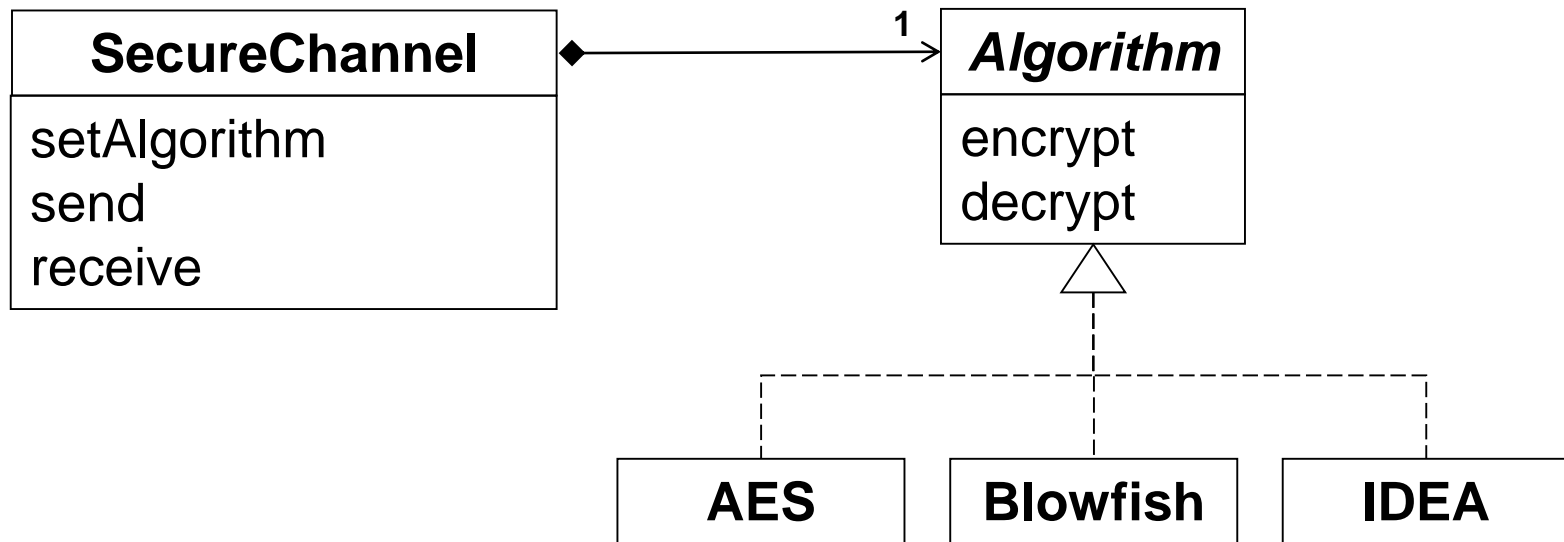 SecureChannel
setAlgorithm
send
receive
1
Algorithm
encrypt
decrypt
AES
Blowfish
IDEA